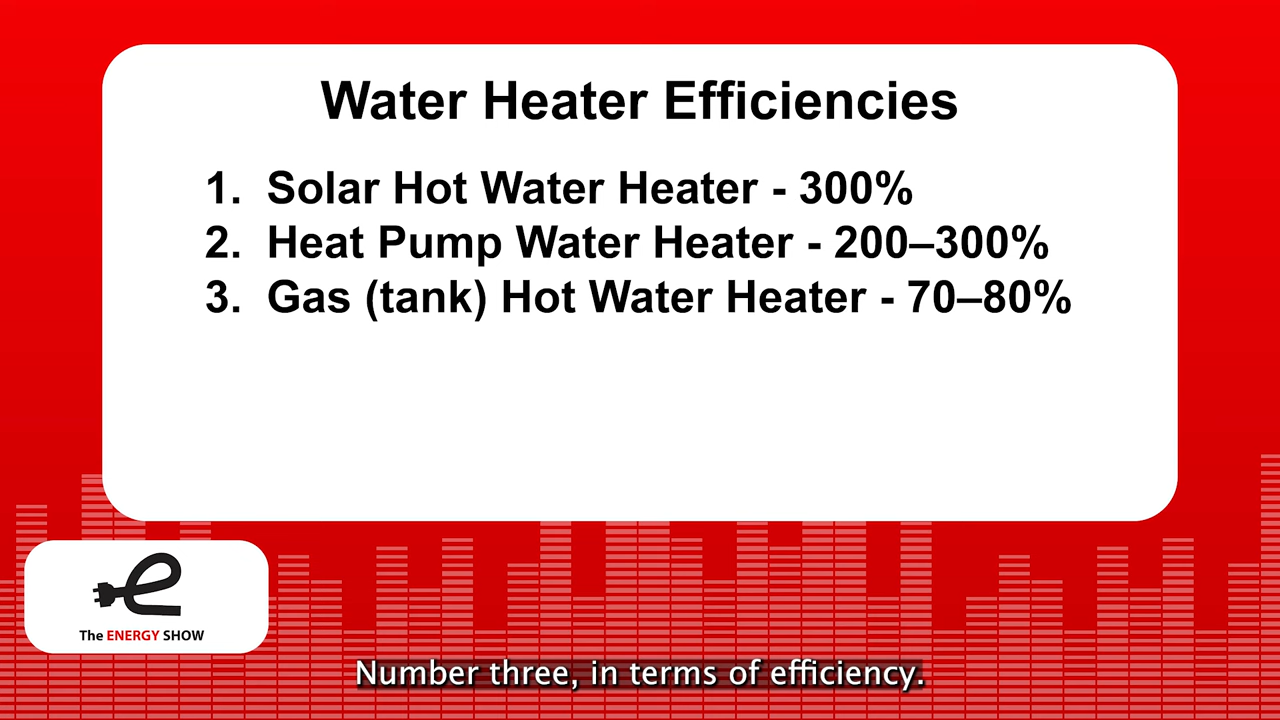 Water Heater Efficiencies
1. Solar Hot Water Heater - 300%
2. Heat Pump Water Heater - 200–300%
3. Gas (tank) Hot Water Heater - 70–80%
The ENERGY SHOW
Number three, in terms of efficiency.